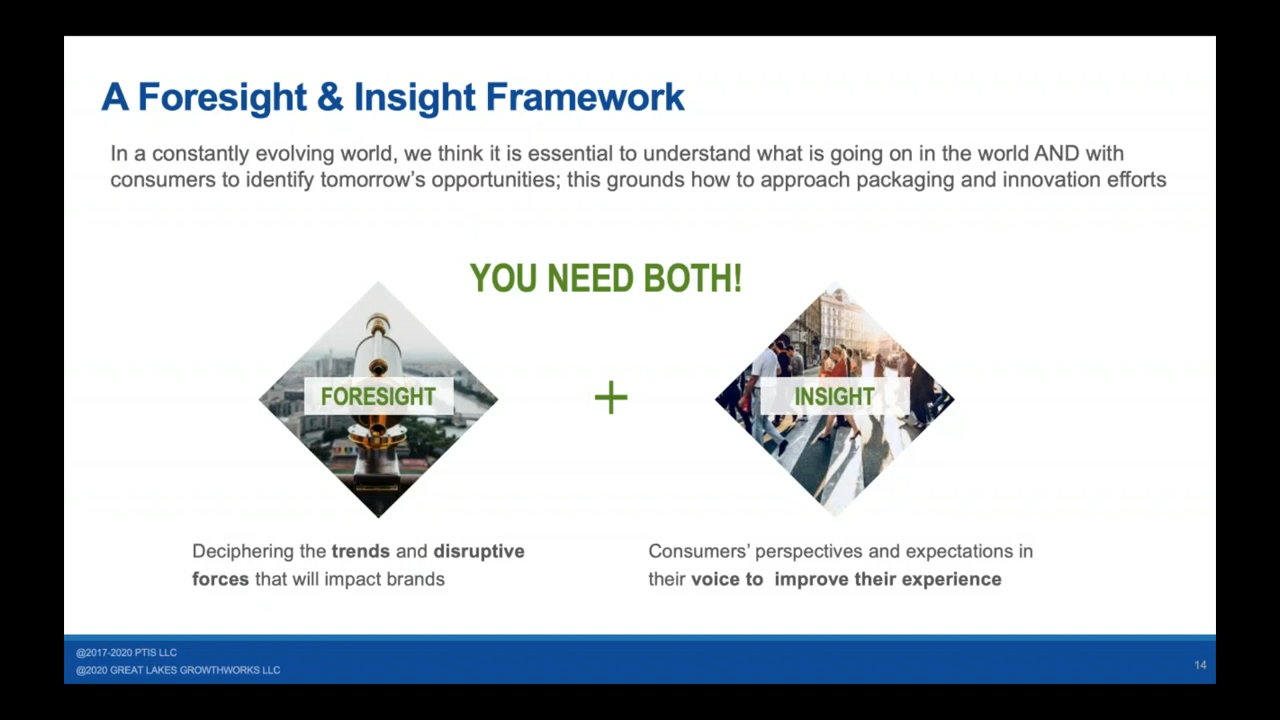 A Foresight & Insight Framework
In a constantly evolving world, we think it is essential to understand what is going on in the world AND with
consumers to identify tomorrow’s opportunities; this grounds how to approach packaging and innovation efforts
YOU NEED BOTH!
FORESIGHT
+
INSIGHT
Deciphering the trends and disruptive
forces that will impact brands
Consumers’ perspectives and expectations in
their voice to  improve their experience
@2017-2020 PTIS LLC
@2020 GREAT LAKES GROWTHWORKS LLC
14